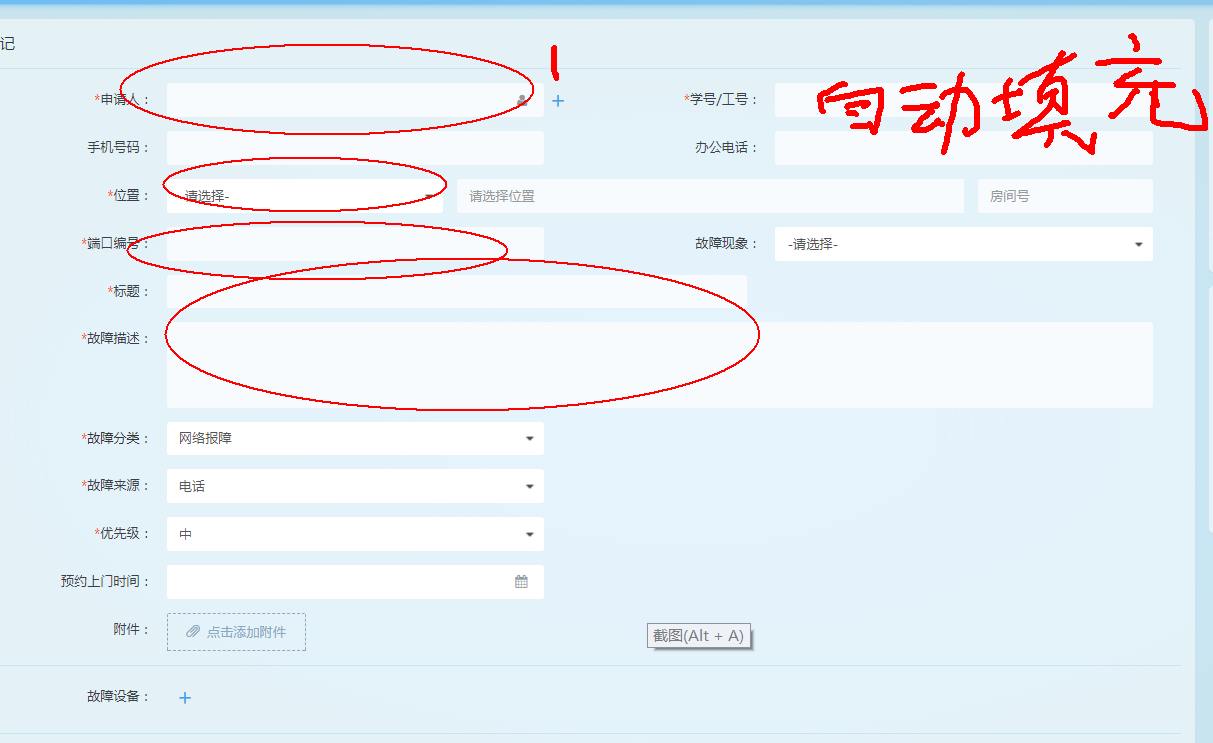 记
*申请人：
1
*学号/工号：
自动填充
手机号码：
办公电话：
*位置： -请选择- 请选择位置 房间号
*端口编号：
故障现象： -请选择-
*标题：
*故障描述：
*故障分类： 网络报障
*故障来源： 电话
*优先级： 中
预约上门时间：
附件： 点击添加附件
截图(Alt + A)
故障设备：